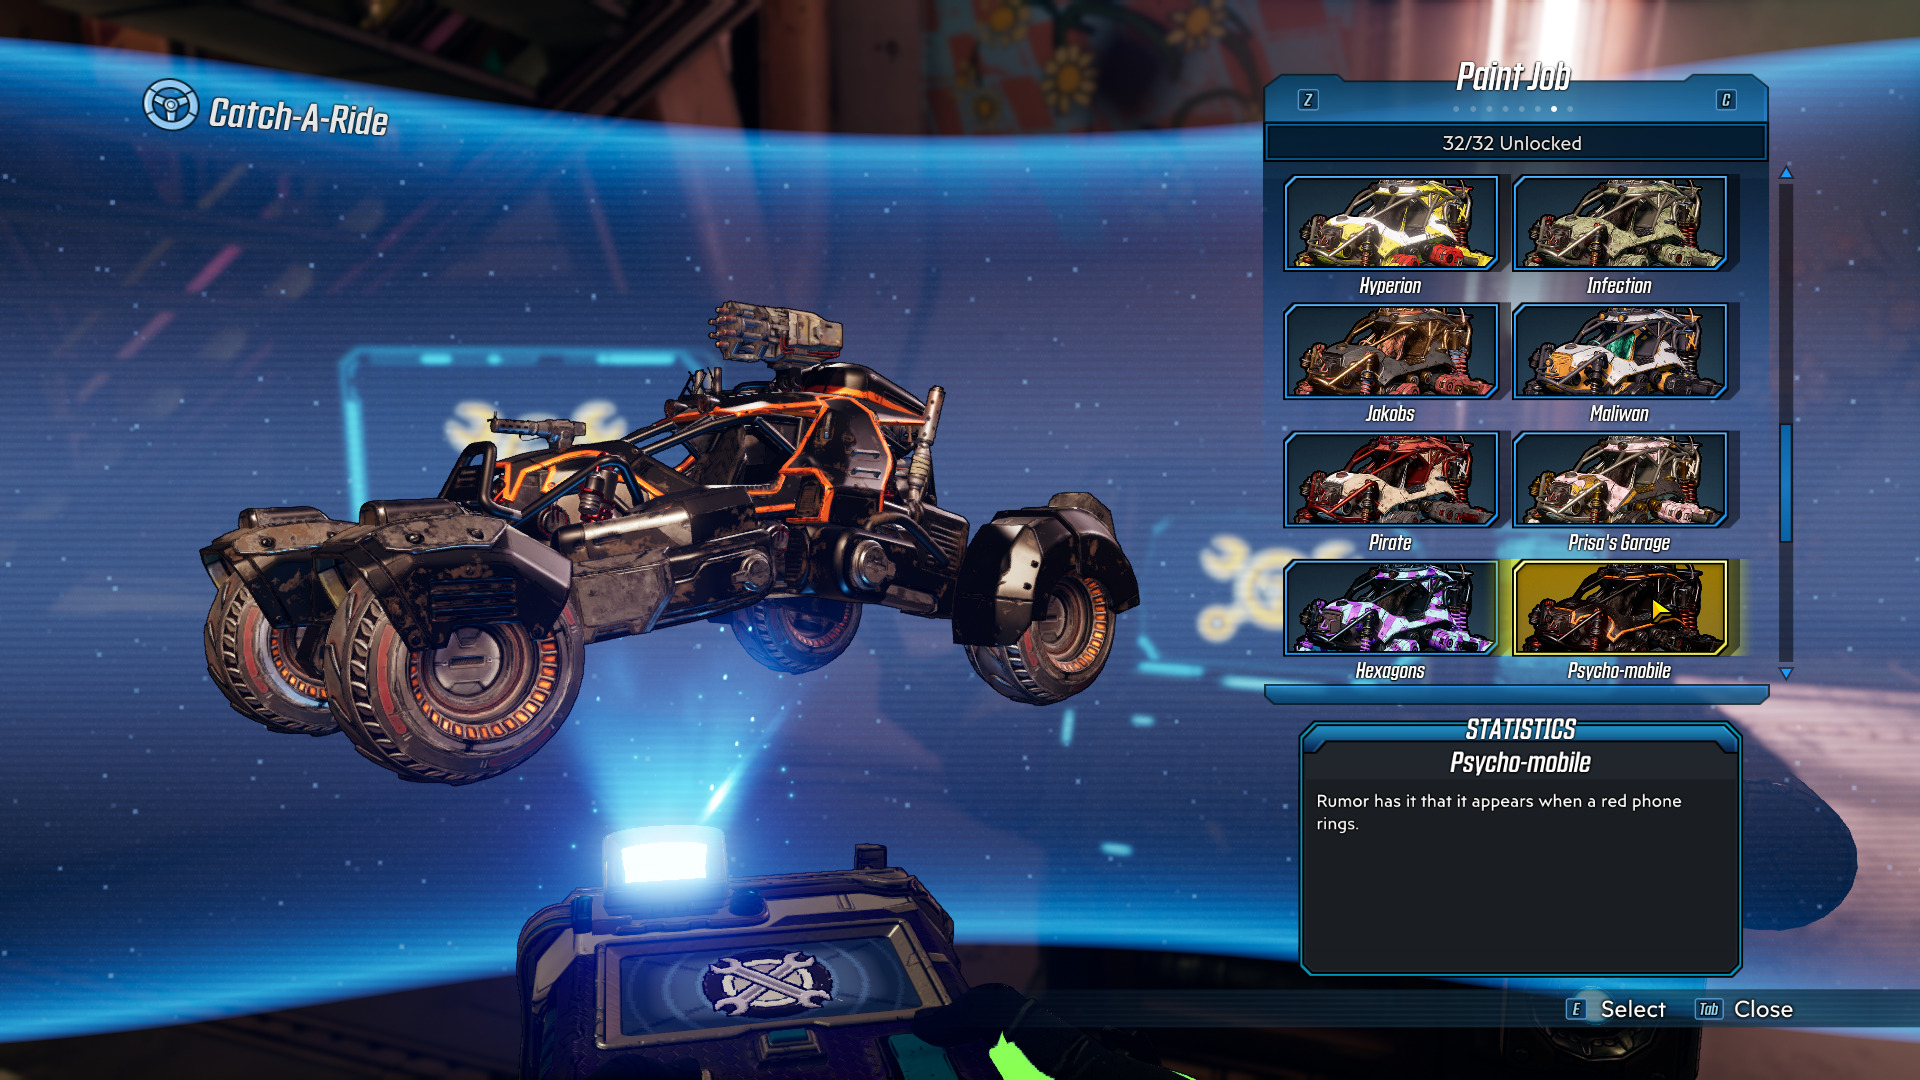 Catch-A-Ride
Paint Job
Z
C
32/32 Unlocked
Hyperion
Infection
Jakobs
Maliwan
Pirate
Prisa's Garage
Hexagons
Psycho-mobile
STATISTICS
Psycho-mobile
Rumor has it that it appears when a red phone
rings.
E Select
Tab Close